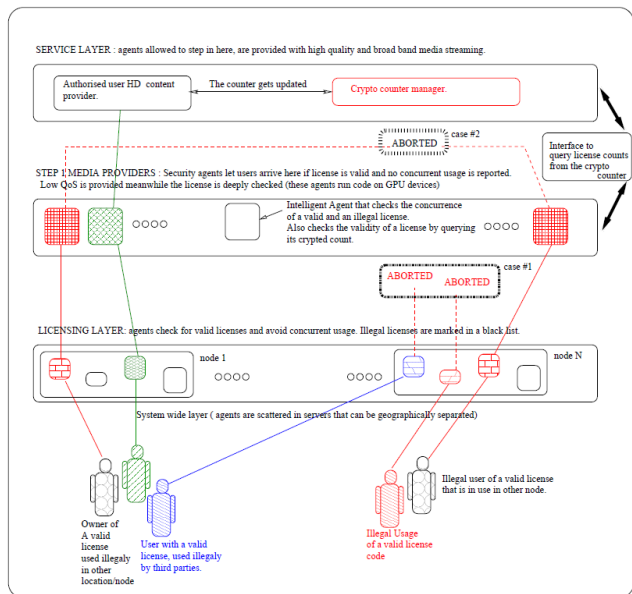 SERVICE LAYER : agents allowed to step in here, are provided with high quality and broad band media streaming.
Authorised user HD content
provider.
The counter gets updated
Crypto counter manager.
ABORTED
case #2
Interface to
query license counts
from the crypto
counter
STEP 1 MEDIA PROVIDERS : Security agents let users arrive here if license is valid and no concurrent usage is reported.
Low QoS is provided meanwhile the license is deeply checked (these agents run code on GPU devices)
Intelligent Agent that checks the concurrence
of a valid and an illegal license.
Also checks the validity of a license by querying
its crypted count.
case #1
ABORTED
ABORTED
LICENSING LAYER: agents check for valid licenses and avoid concurrent usage. Illegal licenses are marked in a black list.
node 1
node N
System wide layer ( agents are scattered in servers that can be geographically separated)
Owner of
A valid
license
used illegaly
in other
location/node
User with a valid
license, used illegaly
by third parties.
Illegal Usage
of a valid license
code
Illegal user of a valid license
that is in use in other node.